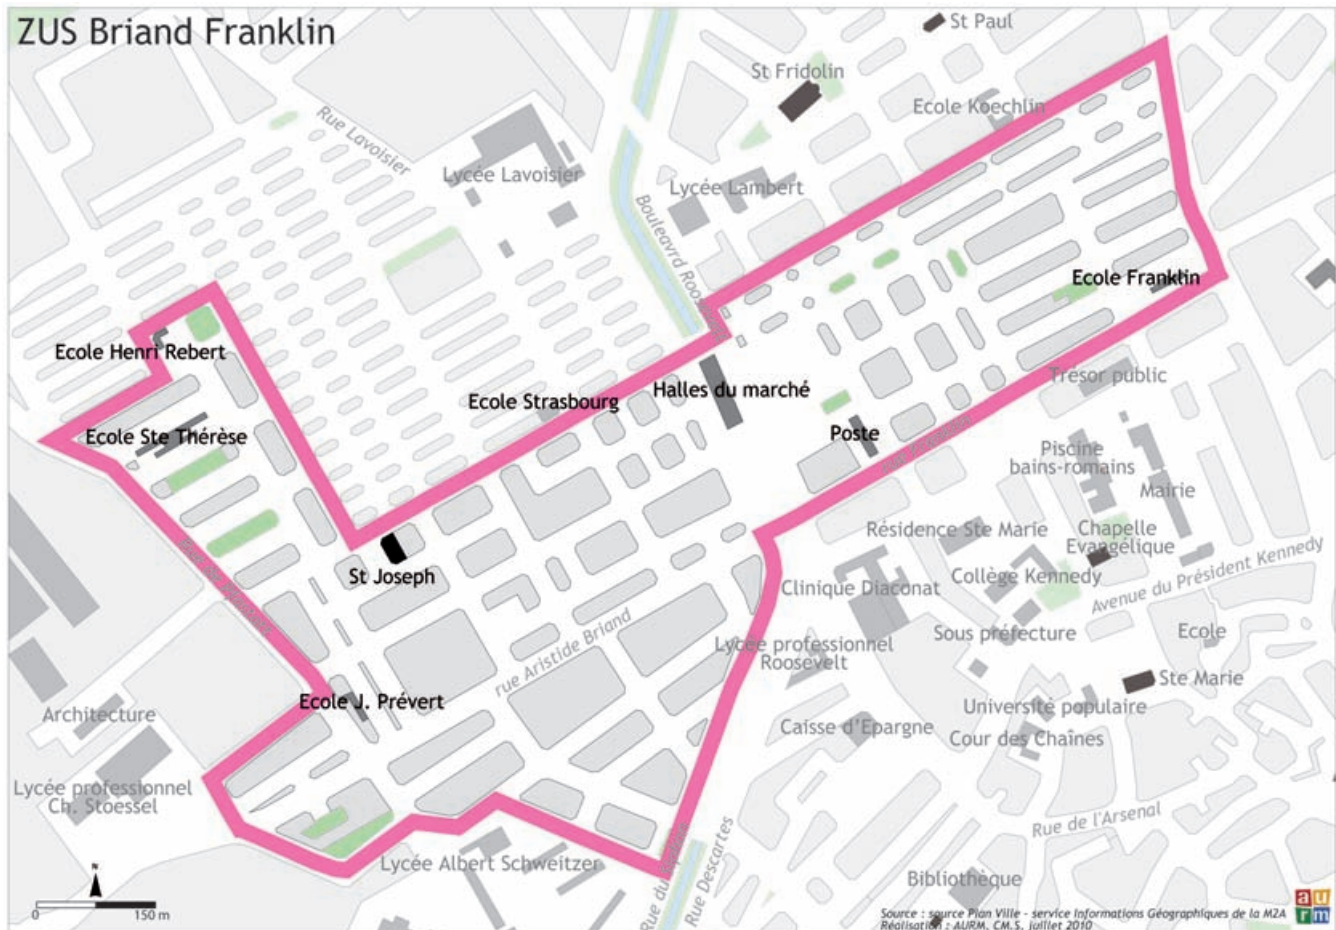 ZUS Briand Franklin
St Paul
St Fridolin
Ecole Koechlin
Rue Lavoisier
Lycée Lavoisier
Lycée Lambert
Bouleavrd
Ecole Franklin
Ecole Henri Rebert
Tresor public
Halles du marché
Ecole Strasbourg
Poste
Ecole Ste Thérèse
Piscine
bains-romains
Mairie
Résidence Ste Marie
Chapelle
Evangélique
St Joseph
Clinique Diaconat
Collège Kennedy
Avenue du Président Kennedy
rue Aristide Briand
Sous préfecture
Ecole
Lycée professionnel
Roosevelt
Ste Marie
Ecole J. Prévert
Université populaire
Architecture
Caisse d'Epargne
Cour des Chaînes
Lycée professionnel
Ch. Stoessel
Rue de l'Arsenal
Lycée Albert Schweitzer
Rue du
Rue Descartes
Bibliothèque
N
0 150 m
Source : source Plan Ville - service Informations Géographiques de la M2A
Réalisation : AURM, CM.S. juillet 2010
au
rm